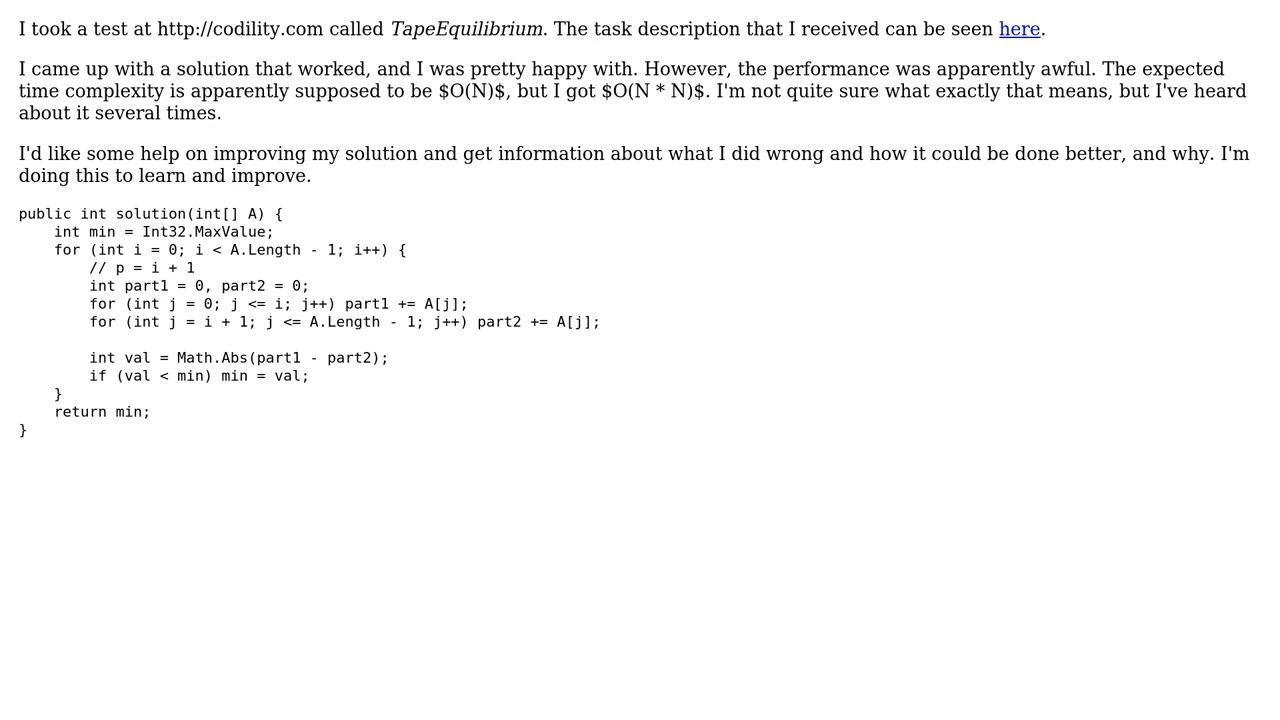 I took a test at http://codility.com called TapeEquilibrium. The task description that I received can be seen here.
I came up with a solution that worked, and I was pretty happy with. However, the performance was apparently awful. The expected
time complexity is apparently supposed to be $O(N)$, but I got $O(N * N)$. I'm not quite sure what exactly that means, but I've heard
about it several times.
I'd like some help on improving my solution and get information about what I did wrong and how it could be done better, and why. I'm
doing this to learn and improve.
public int solution(int[] A) {
    int min = Int32.MaxValue;
    for (int i = 0; i < A.Length - 1; i++) {
        // p = i + 1
        int part1 = 0, part2 = 0;
        for (int j = 0; j <= i; j++) part1 += A[j];
        for (int j = i + 1; j <= A.Length - 1; j++) part2 += A[j];
        int val = Math.Abs(part1 - part2);
        if (val < min) min = val;
    }
    return min;
}